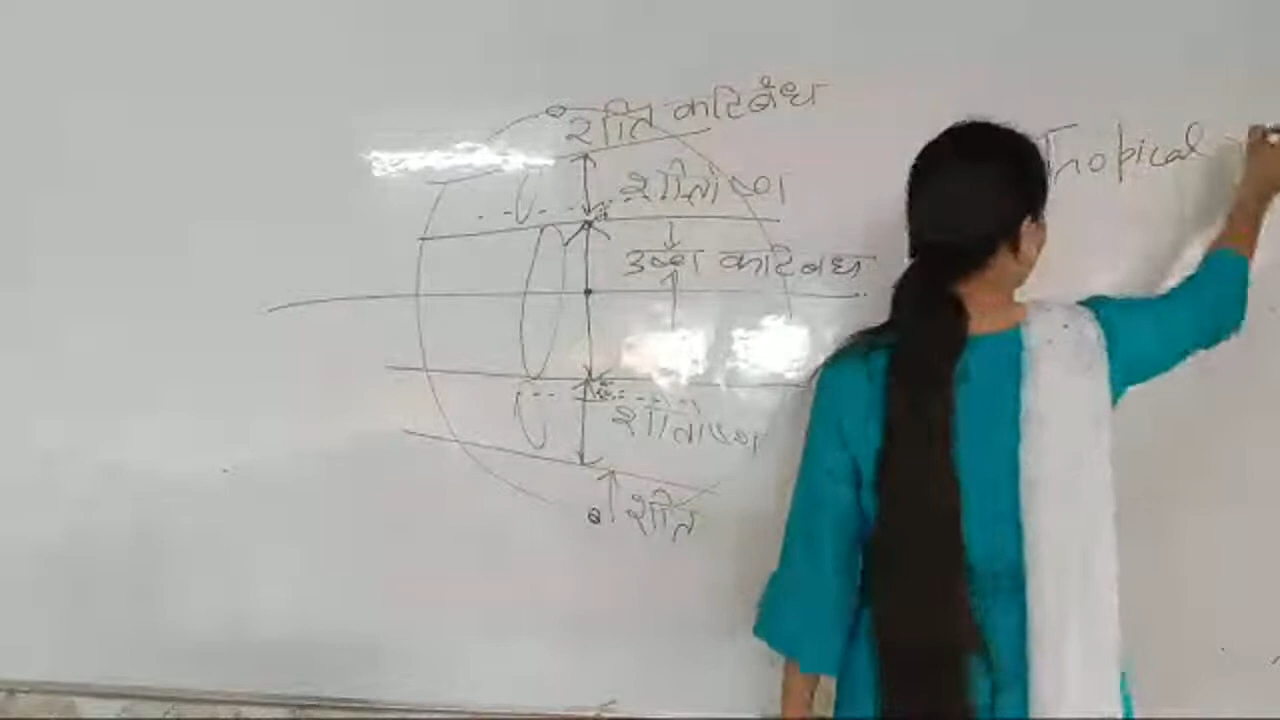 शीत कटिबंध
Tropical
शीतोष्ण
उष्ण कटिबंध
शीतोष्ण
शीत